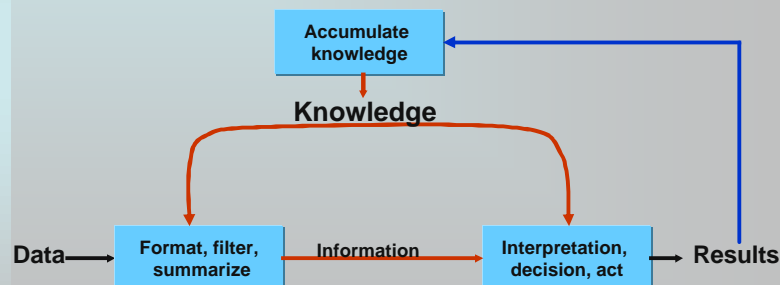 Accumulate
knowledge
Knowledge
Data
Format, filter,
summarize
Information
Interpretation,
decision, act
Results